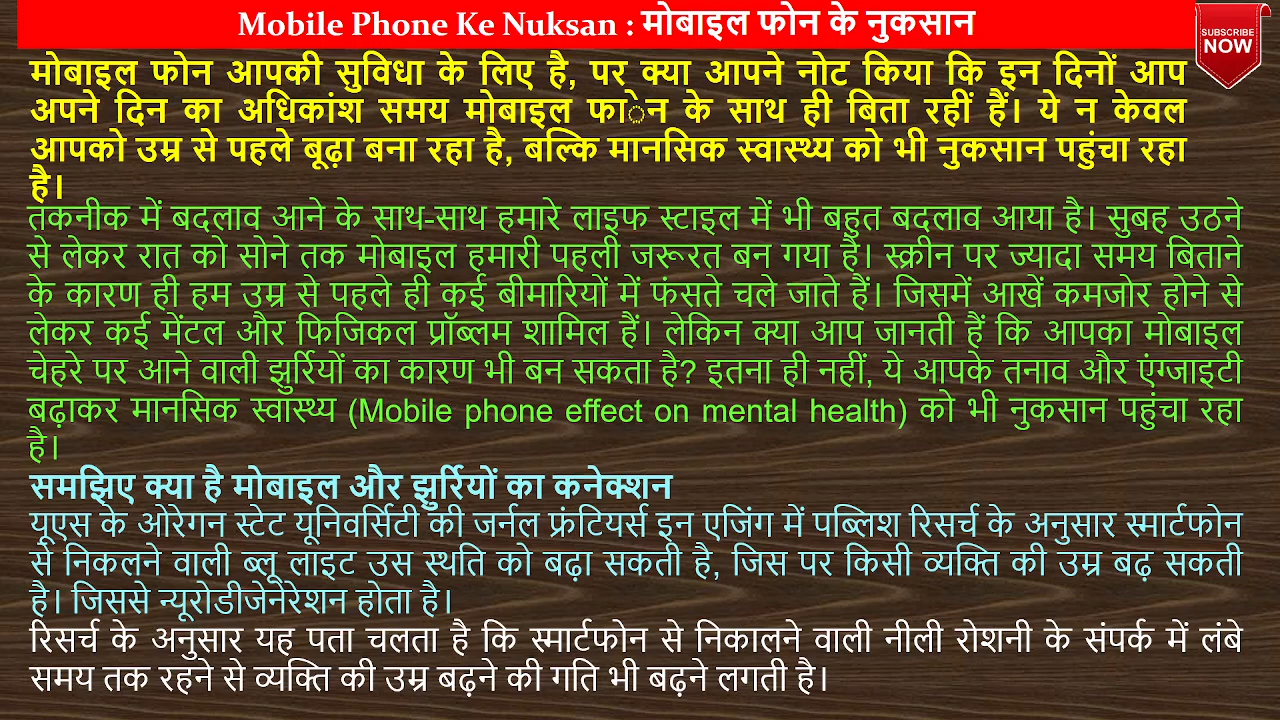 Mobile Phone Ke Nuksan : मोबाइल फोन के नुकसान
SUBSCRIBE
NOW
मोबाइल फोन आपकी सुविधा के लिए है, पर क्या आपने नोट किया कि इन दिनों आप
अपने दिन का अधिकांश समय मोबाइल फाेन के साथ ही बिता रहीं हैं। ये न केवल
आपको उम्र से पहले बूढ़ा बना रहा है, बल्कि मानसिक स्वास्थ्य को भी नुकसान पहुंचा रहा
है।
तकनीक में बदलाव आने के साथ-साथ हमारे लाइफ स्टाइल में भी बहुत बदलाव आया है। सुबह उठने
से लेकर रात को सोने तक मोबाइल हमारी पहली जरूरत बन गया है। स्क्रीन पर ज्यादा समय बिताने
के कारण ही हम उम्र से पहले ही कई बीमारियों में फंसते चले जाते हैं। जिसमें आखें कमजोर होने से
लेकर कई मेंटल और फिजिकल प्रॉब्लम शामिल हैं। लेकिन क्या आप जानती हैं कि आपका मोबाइल
चेहरे पर आने वाली झुर्रियों का कारण भी बन सकता है? इतना ही नहीं, ये आपके तनाव और एंग्जाइटी
बढ़ाकर मानसिक स्वास्थ्य (Mobile phone effect on mental health) को भी नुकसान पहुंचा रहा
है।
समझिए क्या है मोबाइल और झुर्रियों का कनेक्शन
यूएस के ओरेगन स्टेट यूनिवर्सिटी की जर्नल फ्रंटियर्स इन एजिंग में पब्लिश रिसर्च के अनुसार स्मार्टफोन
से निकलने वाली ब्लू लाइट उस स्थति को बढ़ा सकती है, जिस पर किसी व्यक्ति की उम्र बढ़ सकती
है। जिससे न्यूरोडीजेनेरेशन होता है।
रिसर्च के अनुसार यह पता चलता है कि स्मार्टफोन से निकालने वाली नीली रोशनी के संपर्क में लंबे
समय तक रहने से व्यक्ति की उम्र बढ़ने की गति भी बढ़ने लगती है।